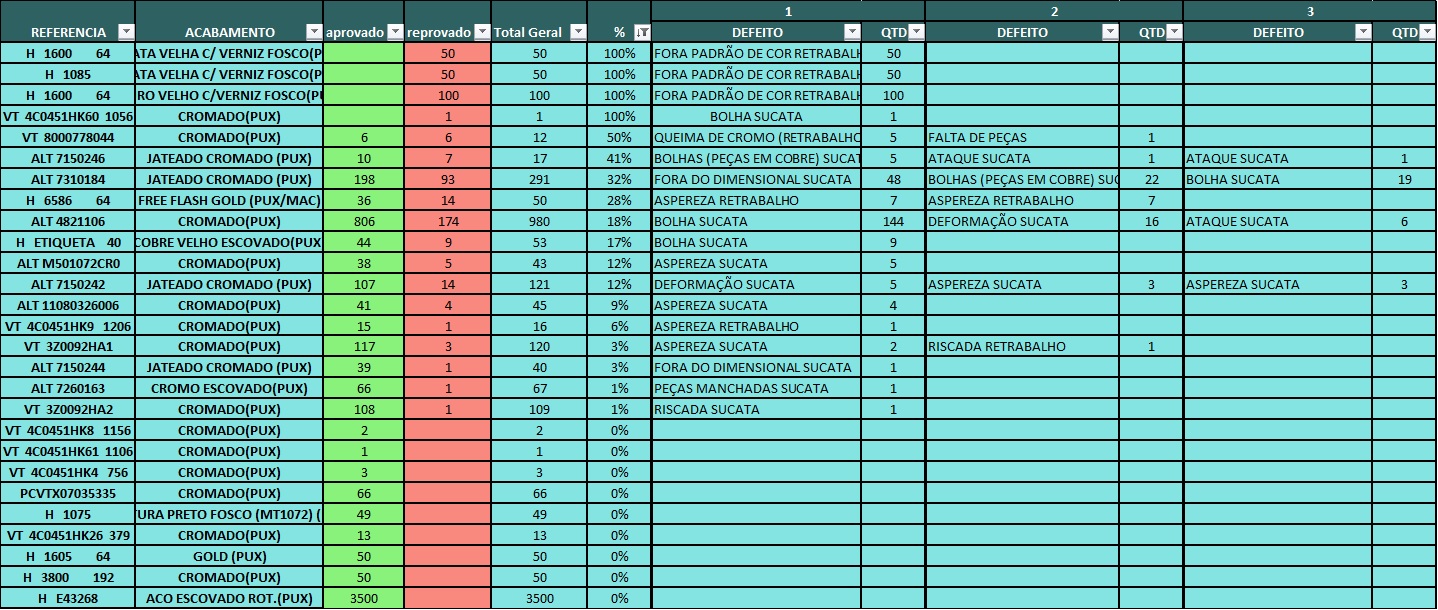 1 2 3
REFERENCIA ACABAMENTO aprovado reprovado Total Geral % DEFEITO QTD DEFEITO QTD DEFEITO QTD
H 1600 64 ATA VELHA C/ VERNIZ FOSCO(P 50 50 100% FORA PADRÃO DE COR RETRABALH 50
H 1085 ATA VELHA C/ VERNIZ FOSCO(P 50 50 100% FORA PADRÃO DE COR RETRABALH 50
H 1600 64 RO VELHO C/VERNIZ FOSCO(PU 100 100 100% FORA PADRÃO DE COR RETRABALH 100
VT 4C0451HK60 1056 CROMADO(PUX) 1 1 100% BOLHA SUCATA 1
VT 8000778044 CROMADO(PUX) 6 6 12 50% QUEIMA DE CROMO (RETRABALHO 5 FALTA DE PEÇAS 1
ALT 7150246 JATEADO CROMADO (PUX) 10 7 17 41% BOLHAS (PEÇAS EM COBRE) SUCAT 5 ATAQUE SUCATA 1 ATAQUE SUCATA 1
ALT 7310184 JATEADO CROMADO (PUX) 198 93 291 32% FORA DO DIMENSIONAL SUCATA 48 BOLHAS (PEÇAS EM COBRE) SUC 22 BOLHA SUCATA 19
H 6586 64 FREE FLASH GOLD (PUX/MAC) 36 14 50 28% ASPEREZA RETRABALHO 7 ASPEREZA RETRABALHO 7
ALT 4821106 CROMADO(PUX) 806 174 980 18% BOLHA SUCATA 144 DEFORMAÇÃO SUCATA 16 ATAQUE SUCATA 6
H ETIQUETA 40 COBRE VELHO ESCOVADO(PUX 44 9 53 17% BOLHA SUCATA 9
ALT M501072CR0 CROMADO(PUX) 38 5 43 12% ASPEREZA SUCATA 5
ALT 7150242 JATEADO CROMADO (PUX) 107 14 121 12% DEFORMAÇÃO SUCATA 5 ASPEREZA SUCATA 3 ASPEREZA SUCATA 3
ALT 11080326006 CROMADO(PUX) 41 4 45 9% ASPEREZA SUCATA 4
VT 4C0451HK9 1206 CROMADO(PUX) 15 1 16 6% ASPEREZA RETRABALHO 1
VT 3Z0092HA1 CROMADO(PUX) 117 3 120 3% ASPEREZA SUCATA 2 RISCADA RETRABALHO 1
ALT 7150244 JATEADO CROMADO (PUX) 39 1 40 3% FORA DO DIMENSIONAL SUCATA 1
ALT 7260163 CROMO ESCOVADO(PUX) 66 1 67 1% PEÇAS MANCHADAS SUCATA 1
VT 3Z0092HA2 CROMADO(PUX) 108 1 109 1% RISCADA SUCATA 1
VT 4C0451HK8 1156 CROMADO(PUX) 2 2 0%
VT 4C0451HK61 1106 CROMADO(PUX) 1 1 0%
VT 4C0451HK4 756 CROMADO(PUX) 3 3 0%
PCVTX07035335 CROMADO(PUX) 66 66 0%
H 1075 TURA PRETO FOSCO (MT1072) ( 49 49 0%
VT 4C0451HK26 379 CROMADO(PUX) 13 13 0%
H 1605 64 GOLD (PUX) 50 50 0%
H 3800 192 CROMADO(PUX) 50 50 0%
H E43268 ACO ESCOVADO ROT.(PUX) 3500 3500 0%